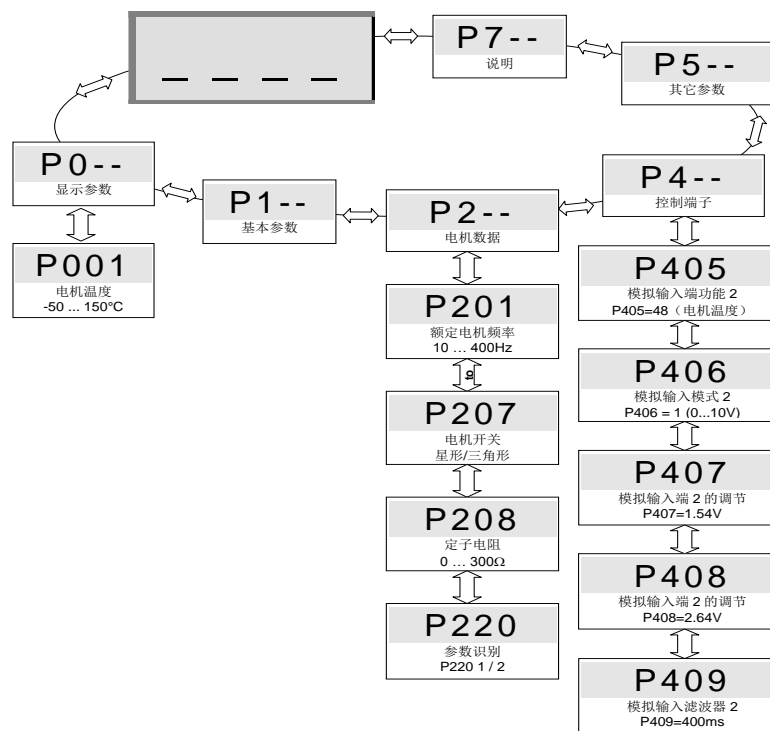 _ _ _ _
P7--
说明
P5--
其它参数
P0--
显示参数
P1--
基本参数
P2--
电机数据
P4--
控制端子
P001
电机温度
-50 ... 150°C
P201
额定电机频率
10 ... 400Hz
to
P207
电机开关
星形/三角形
P208
定子电阻
0 ... 300Ω
P220
参数识别
P220 1 / 2
P405
模拟输入端功能 2
P405=48（电机温度）
P406
模拟输入模式 2
P406 = 1 (0...10V)
P407
模拟输入端 2 的调节
P407=1.54V
P408
模拟输入端 2 的调节
P408=2.64V
P409
模拟输入滤波器 2
P409=400ms